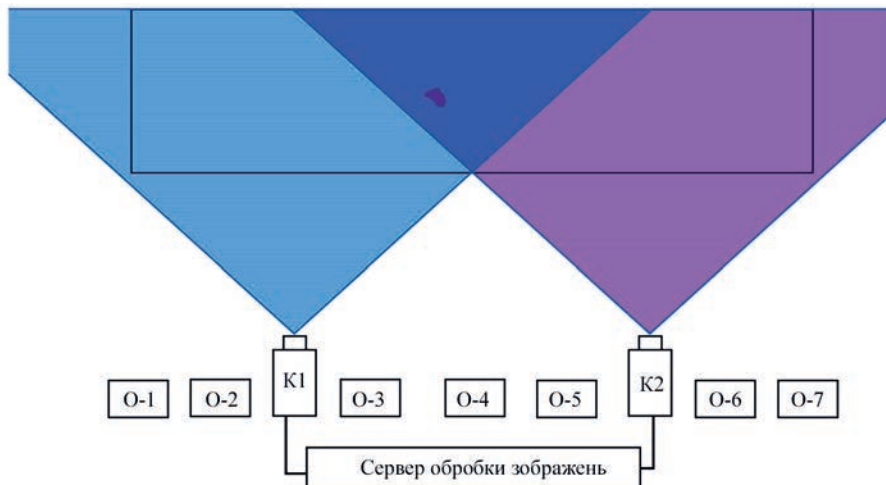 К1
К2
О-1
О-2
О-3
О-4
О-5
О-6
О-7
Сервер обробки зображень